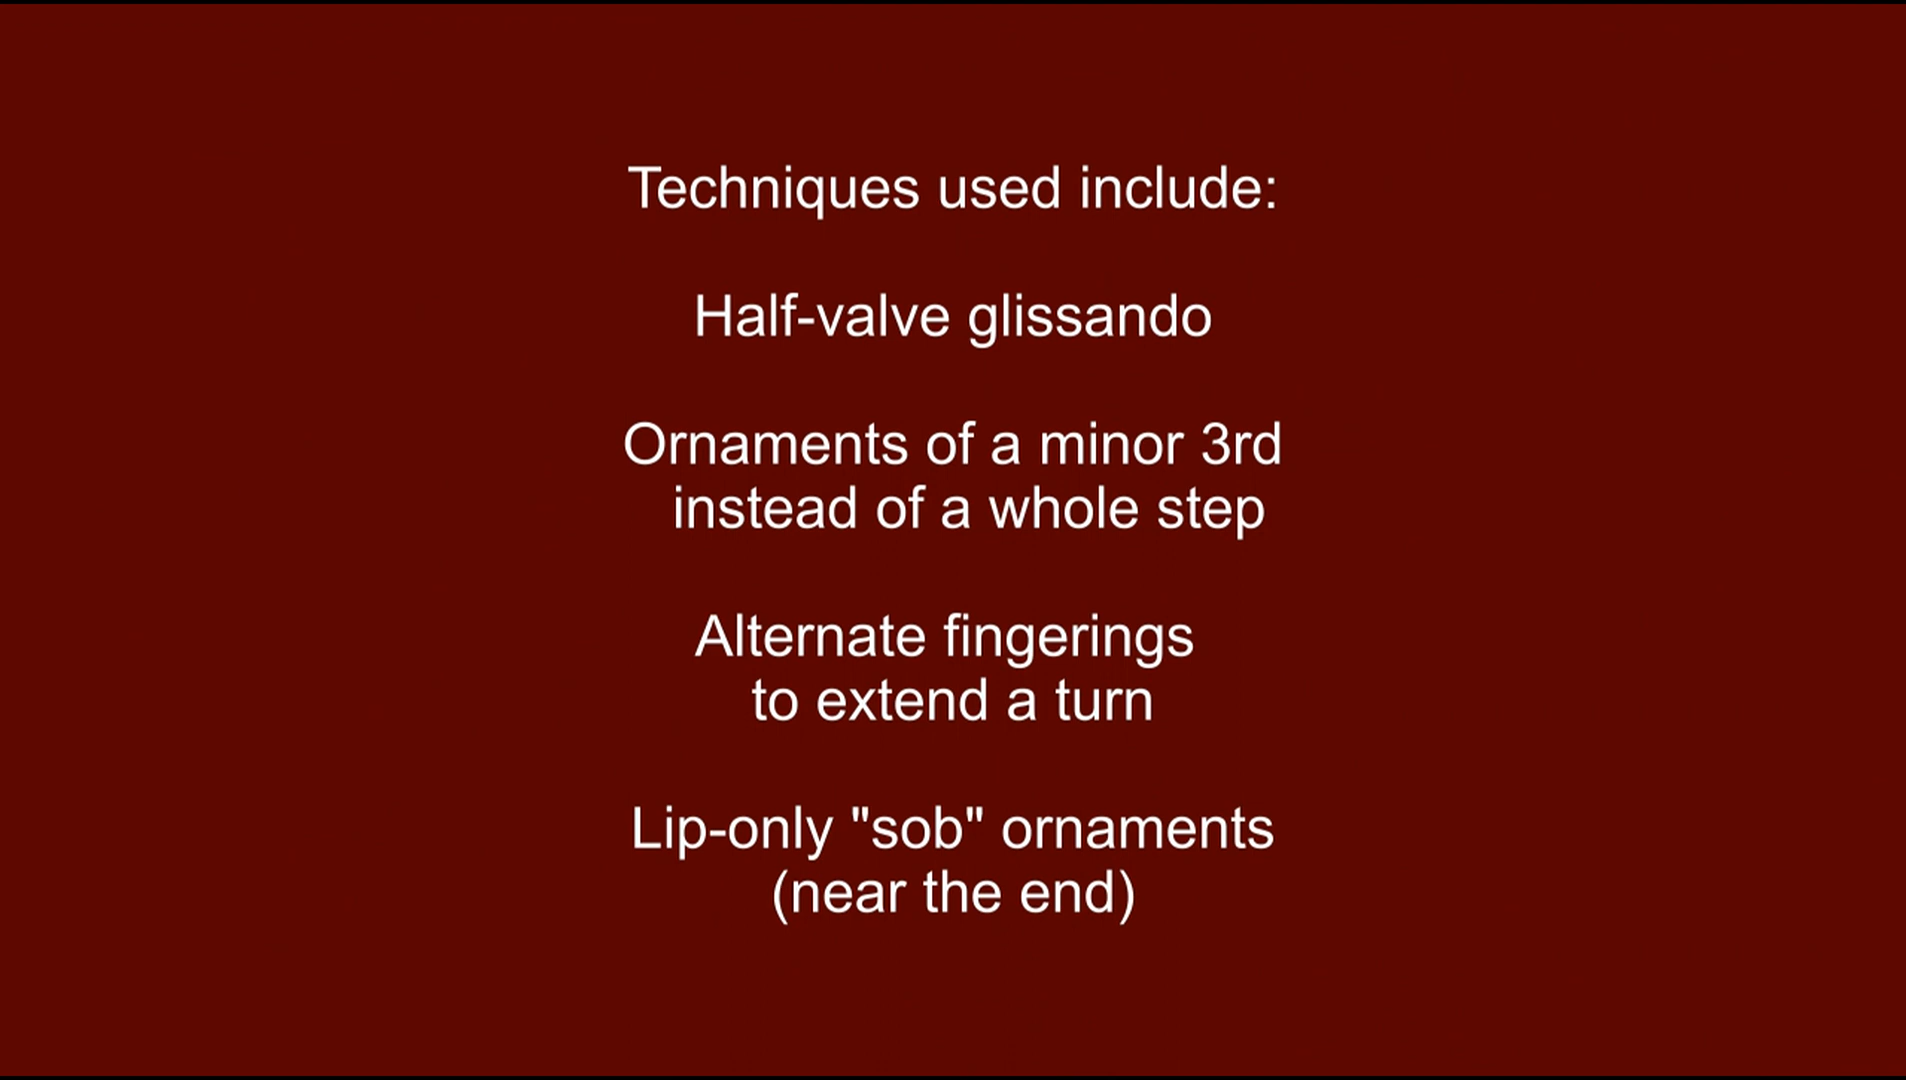 Techniques used include:
Half-valve glissando
Ornaments of a minor 3rd
instead of a whole step
Alternate fingerings
to extend a turn
Lip-only "sob" ornaments
(near the end)